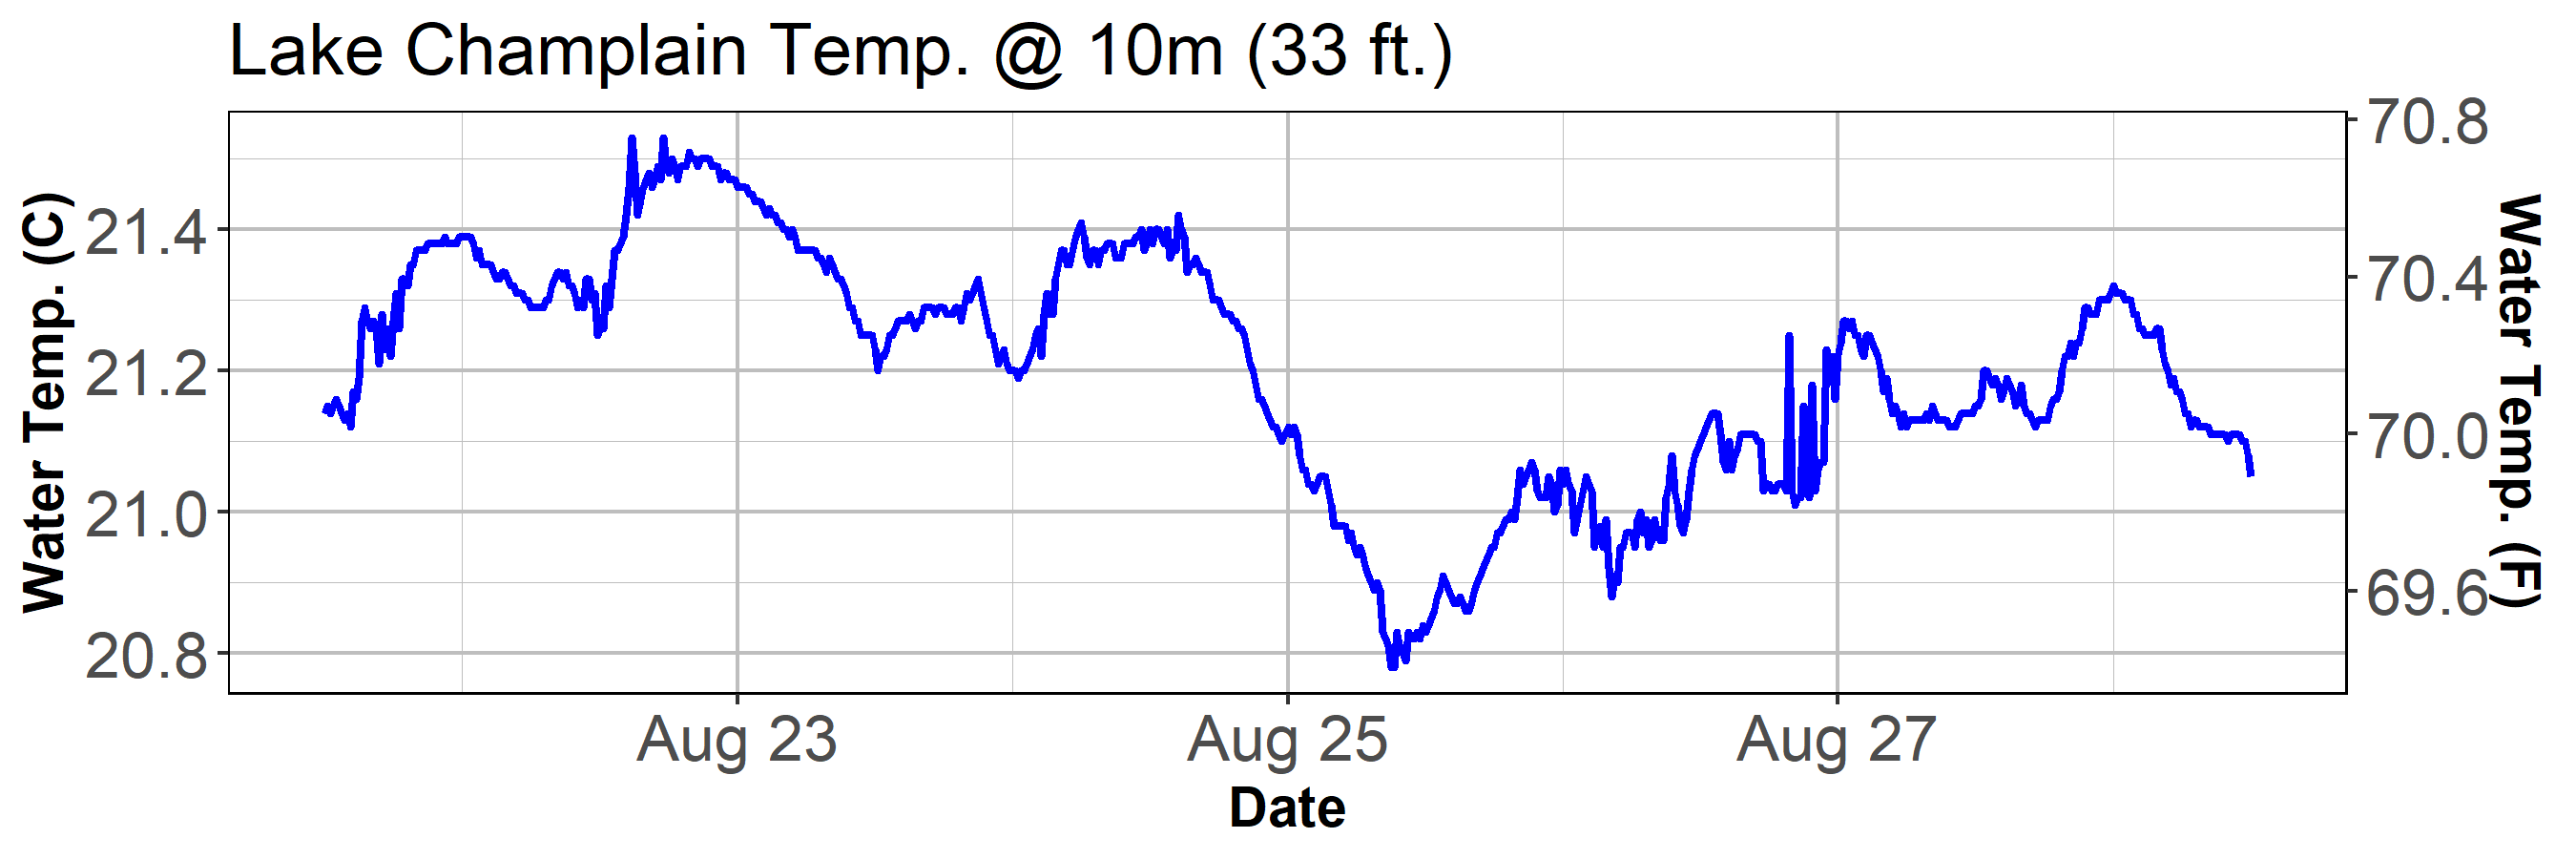 Lake Champlain Temp. @ 10m (33 ft.)
Water Temp. (C)
21.4
21.2
21.0
20.8
70.8
70.4
70.0
69.6
Water Temp. (F)
Aug 23
Aug 25
Aug 27
Date